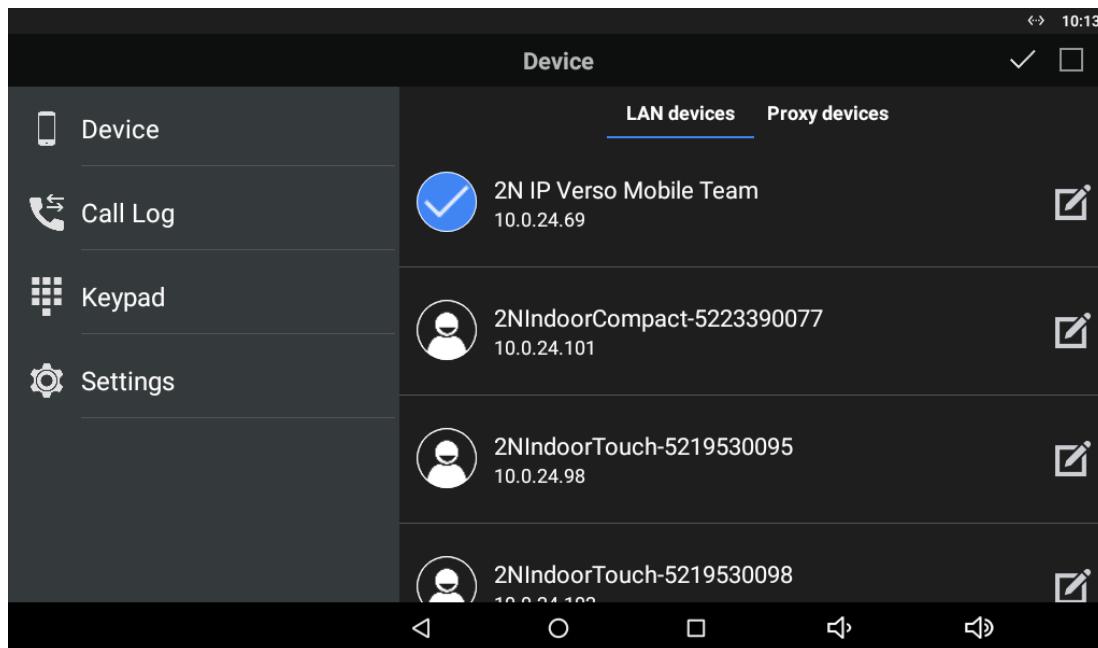 10:13
Device
Device
Call Log
Keypad
Settings
LAN devices Proxy devices
2N IP Verso Mobile Team
10.0.24.69
2NIndoorCompact-5223390077
10.0.24.101
2NIndoorTouch-5219530095
10.0.24.98
2NIndoorTouch-5219530098